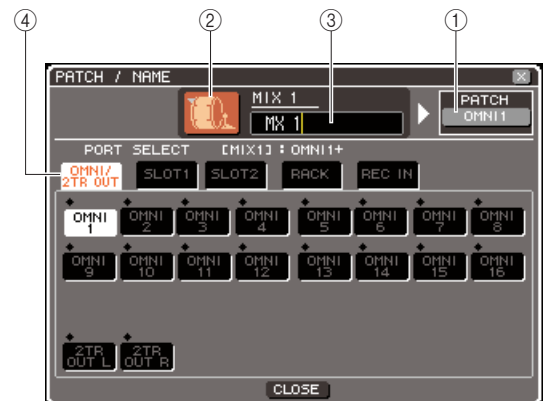 ④ ② ③ ①
PATCH / NAME
MIX 1
MX 1
PATCH
OMNI1
PORT SELECT [MIX1] : OMNI1+
OMNI/
2TR OUT
SLOT1 SLOT2 RACK REC IN
OMNI 1 OMNI 2 OMNI 3 OMNI 4 OMNI 5 OMNI 6 OMNI 7 OMNI 8
OMNI 9 OMNI 10 OMNI 11 OMNI 12 OMNI 13 OMNI 14 OMNI 15 OMNI 16
2TR OUT L 2TR OUT R
CLOSE